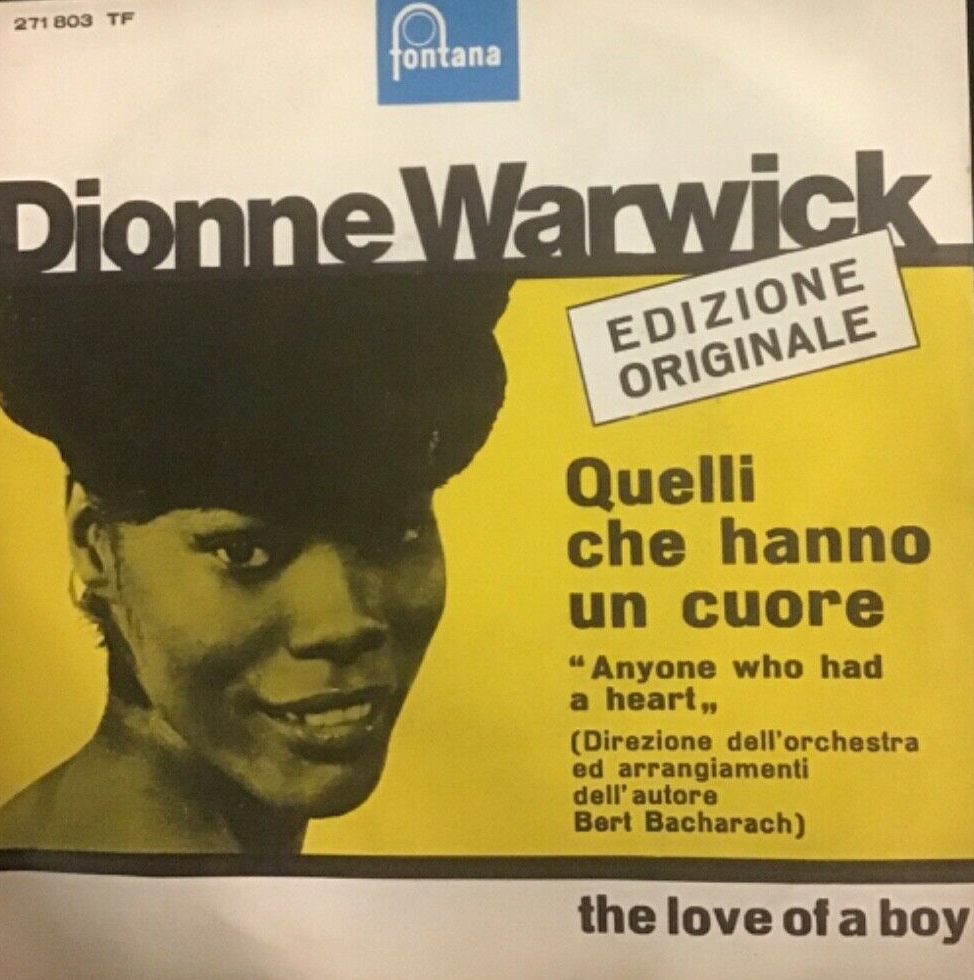 271 803 TF
fontana
Dionne Warwick
EDIZIONE
ORIGINALE
Quelli
che hanno
un cuore
“Anyone who had
a heart„
(Direzione dell'orchestra
ed arrangiamenti
dell'autore
Bert Bacharach)
the love of a boy